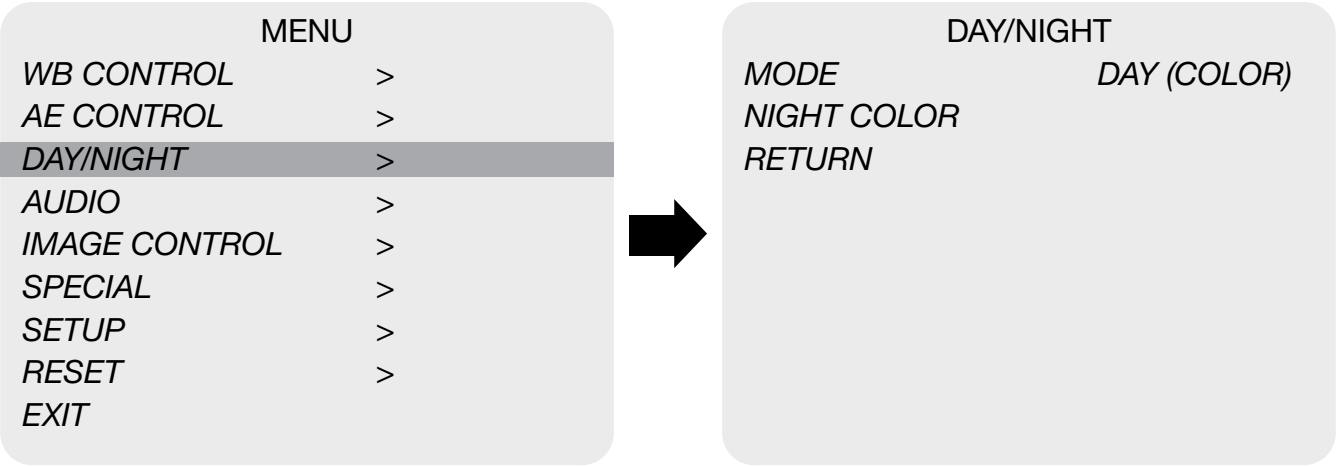 MENU
WB CONTROL >
AE CONTROL >
DAY/NIGHT >
AUDIO >
IMAGE CONTROL >
SPECIAL >
SETUP >
RESET >
EXIT
DAY/NIGHT
MODE DAY (COLOR)
NIGHT COLOR
RETURN